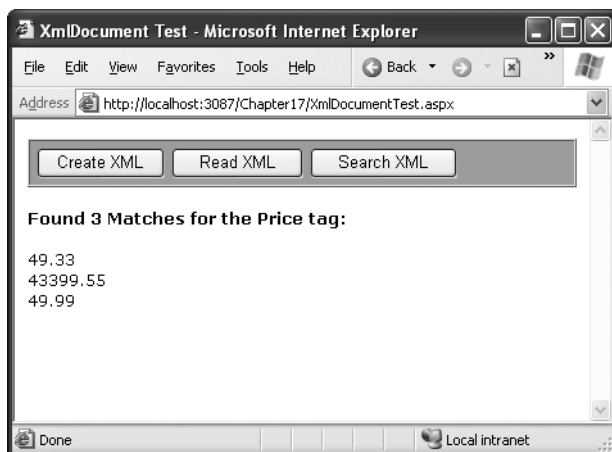 XmlDocument Test - Microsoft Internet Explorer
File Edit View Favorites Tools Help Back »
Address http://localhost:3087/Chapter17/XmlDocumentTest.aspx
Create XML Read XML Search XML
Found 3 Matches for the Price tag:
49.33
43399.55
49.99
Done Local intranet